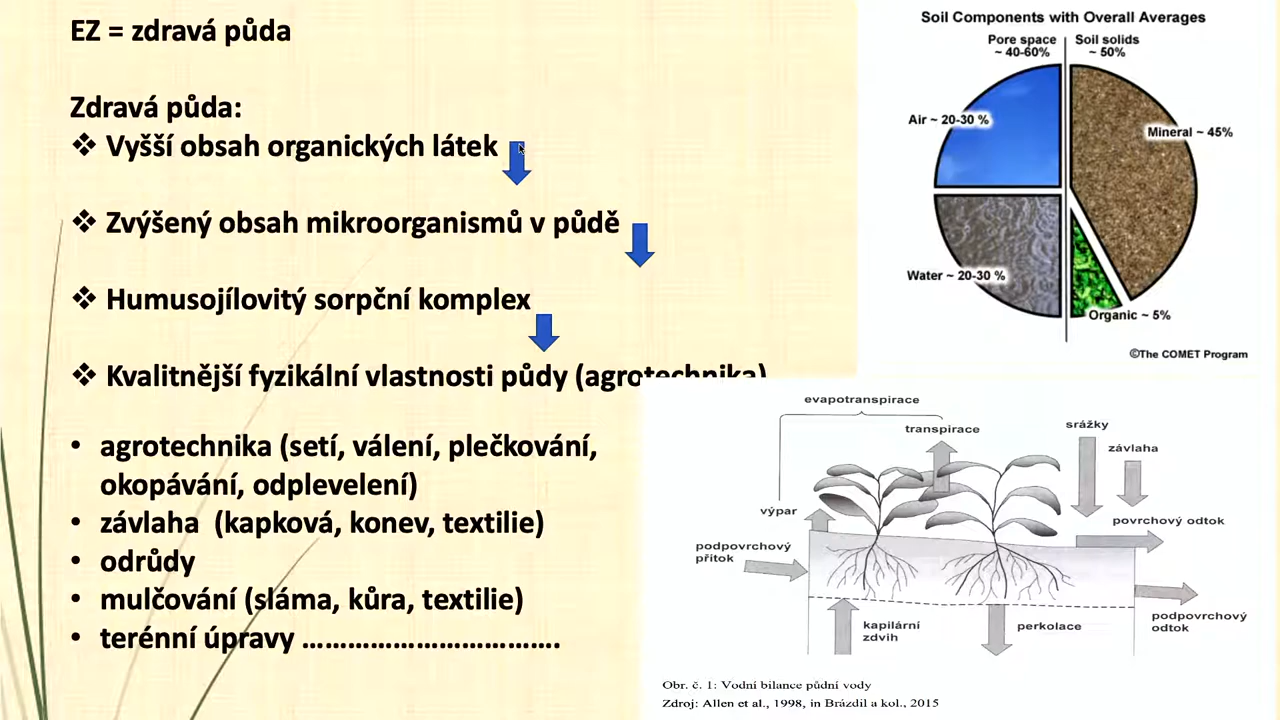 EZ = zdravá půda
Zdravá půda:
❖ Vyšší obsah organických látek
❖ Zvýšený obsah mikroorganismů v půdě
❖ Humusojílovitý sorpční komplex
❖ Kvalitnější fyzikální vlastnosti půdy (agrotechnika)
• agrotechnika (setí, válení, plečkování,
okopávání, odplevelení)
• závlaha (kapková, konev, textilie)
• odrůdy
• mulčování (sláma, kůra, textilie)
• terénní úpravy ……………………………….
Soil Components with Overall Averages
Pore space
~ 40-60%
Soil solids
~ 50%
Air ~ 20-30 %
Mineral ~ 45%
Water ~ 20-30 %
Organic ~ 5%
©The COMET Program
evapotranspirace
transpirace
srážky
závlaha
výpar
povrchový odtok
podpovrchový
přítok
podpovrchový
odtok
kapilární
zdvih
perkolace
Obr. č. 1: Vodní bilance půdní vody
Zdroj: Allen et al., 1998, in Brázdil a kol., 2015